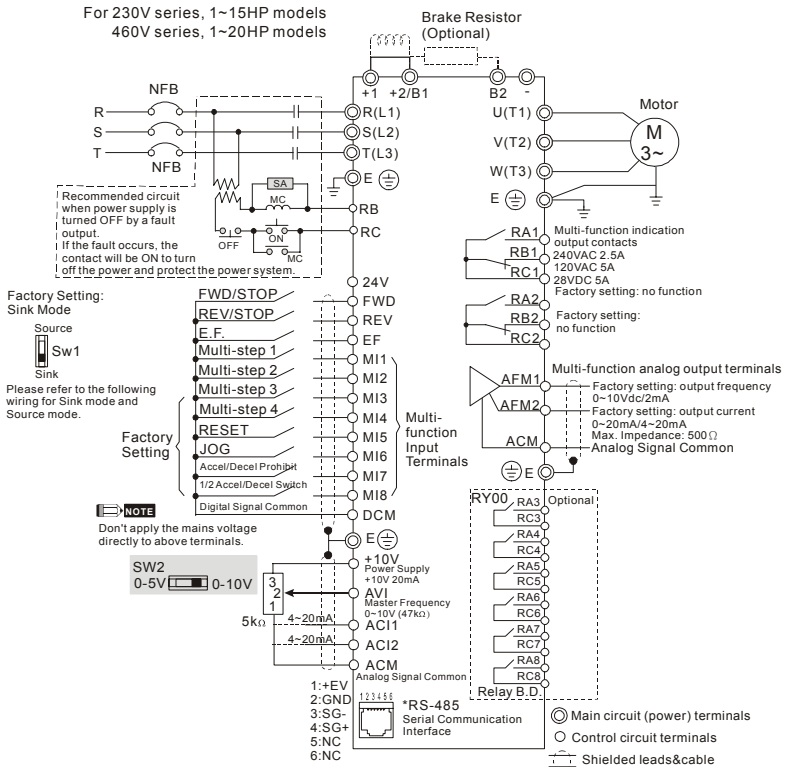 For 230V series, 1~15HP models
460V series, 1~20HP models
Brake Resistor
(Optional)
+1
+2/B1
B2
-
NFB
R
S
T
NFB
R(L1)
S(L2)
T(L3)
E
SA
MC
RB
RC
OFF
ON
MC
Recommended circuit
when power supply is
turned OFF by a fault
output.
If the fault occurs, the
contact will be ON to turn
off the power and protect the power system.
U(T1)
V(T2)
W(T3)
E
Motor
M
3~
RA1
RB1
RC1
Multi-function indication
output contacts
240VAC 2.5A
120VAC 5A
28VDC 5A
Factory setting: no function
RA2
RB2
RC2
Factory setting:
no function
Factory Setting:
Sink Mode
Source
Sw1
Sink
Please refer to the following
wiring for Sink mode and
Source mode.
24V
FWD/STOP
FWD
REV/STOP
REV
E.F.
EF
Multi-step 1
MI1
Multi-step 2
MI2
Multi-step 3
MI3
Multi-step 4
MI4
RESET
MI5
JOG
MI6
Accel/Decel Prohibit
MI7
1/2 Accel/Decel Switch
MI8
Digital Signal Common
DCM
Factory
Setting
Multi-
function
Input
Terminals
Multi-function analog output terminals
AFM1
Factory setting: output frequency
0~10Vdc/2mA
AFM2
Factory setting: output current
0~20mA/4~20mA
Max. Impedance: 500Ω
ACM
Analog Signal Common
E
NOTE
Don't apply the mains voltage
directly to above terminals.
SW2
0-5V
0-10V
E
+10V
Power Supply
+10V 20mA
3
2
1
5kΩ
AVI
Master Frequency
0~10V (47kΩ)
4~20mA
ACI1
4~20mA
ACI2
ACM
Analog Signal Common
RY00
Optional
RA3
RC3
RA4
RC4
RA5
RC5
RA6
RC6
RA7
RC7
RA8
RC8
Relay B.D.
1:+EV
2:GND
3:SG-
4:SG+
5:NC
6:NC
1 2 3 4 5 6
*RS-485
Serial Communication
Interface
Main circuit (power) terminals
Control circuit terminals
Shielded leads&cable